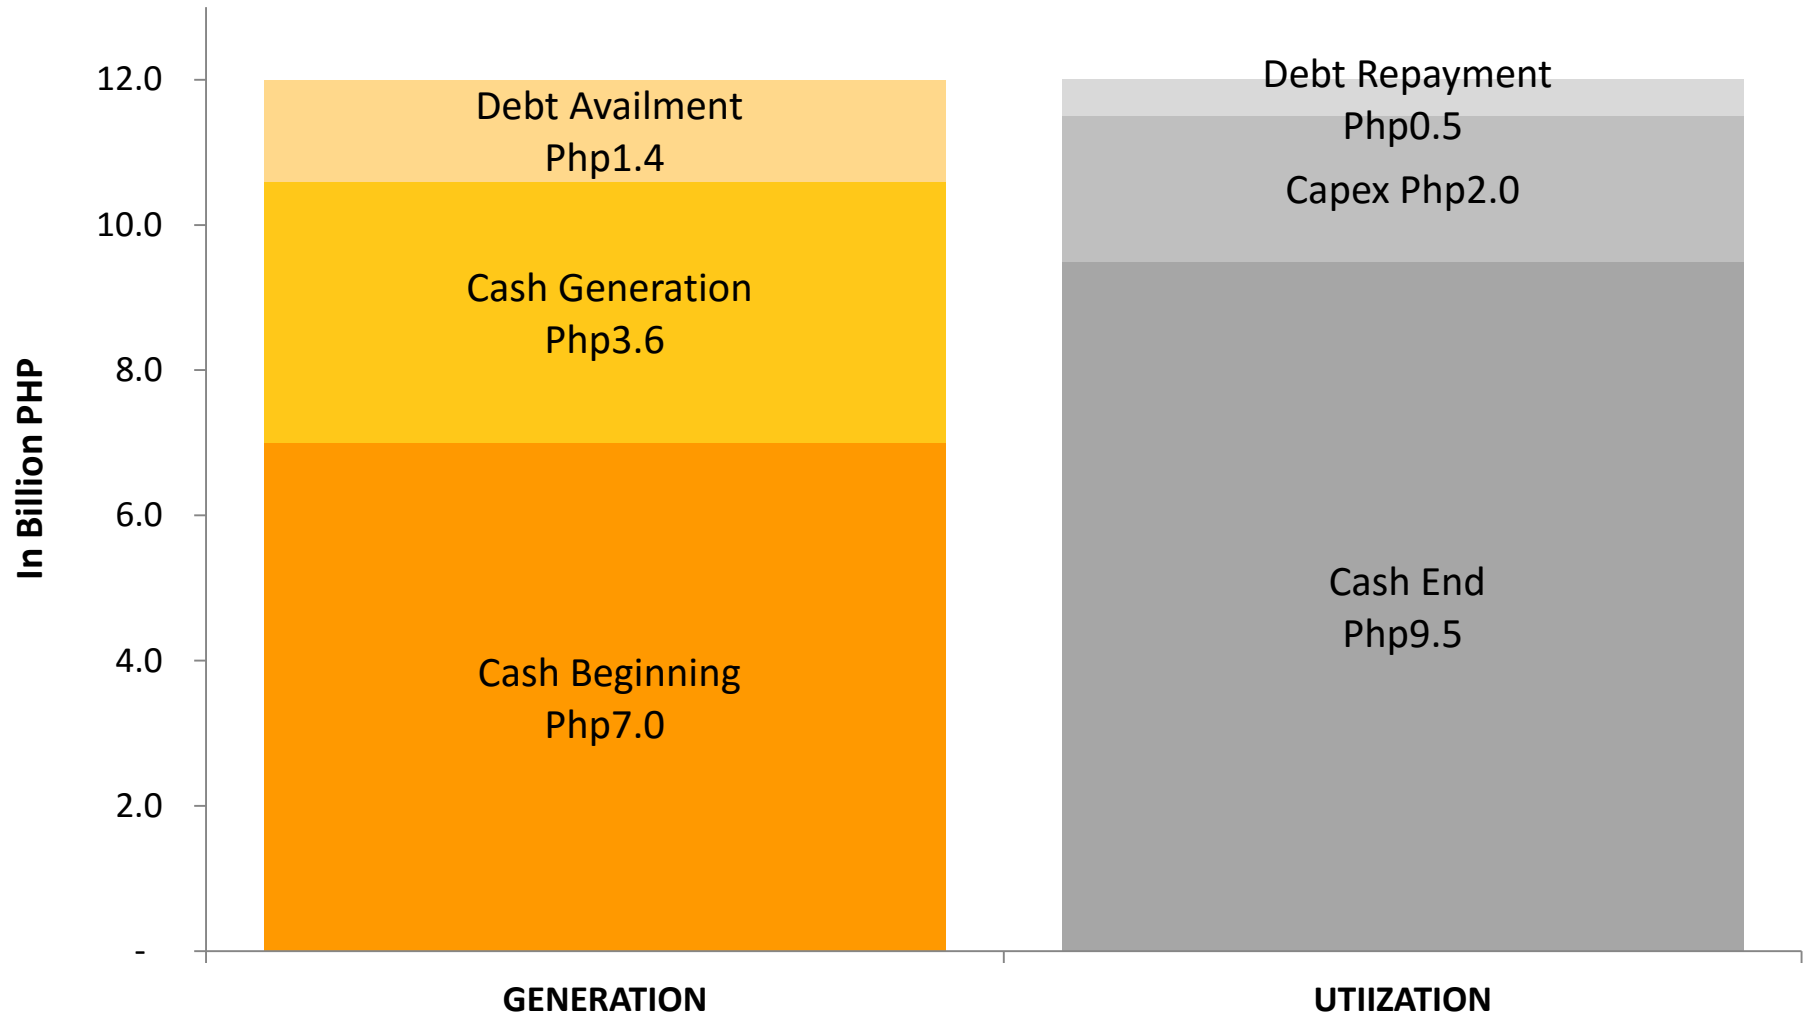 In Billion PHP
12.0
10.0
8.0
6.0
4.0
2.0
-
Debt Availment
Php1.4
Cash Generation
Php3.6
Cash Beginning
Php7.0
Debt Repayment
Php0.5
Capex Php2.0
Cash End
Php9.5
GENERATION
UTIIZATION